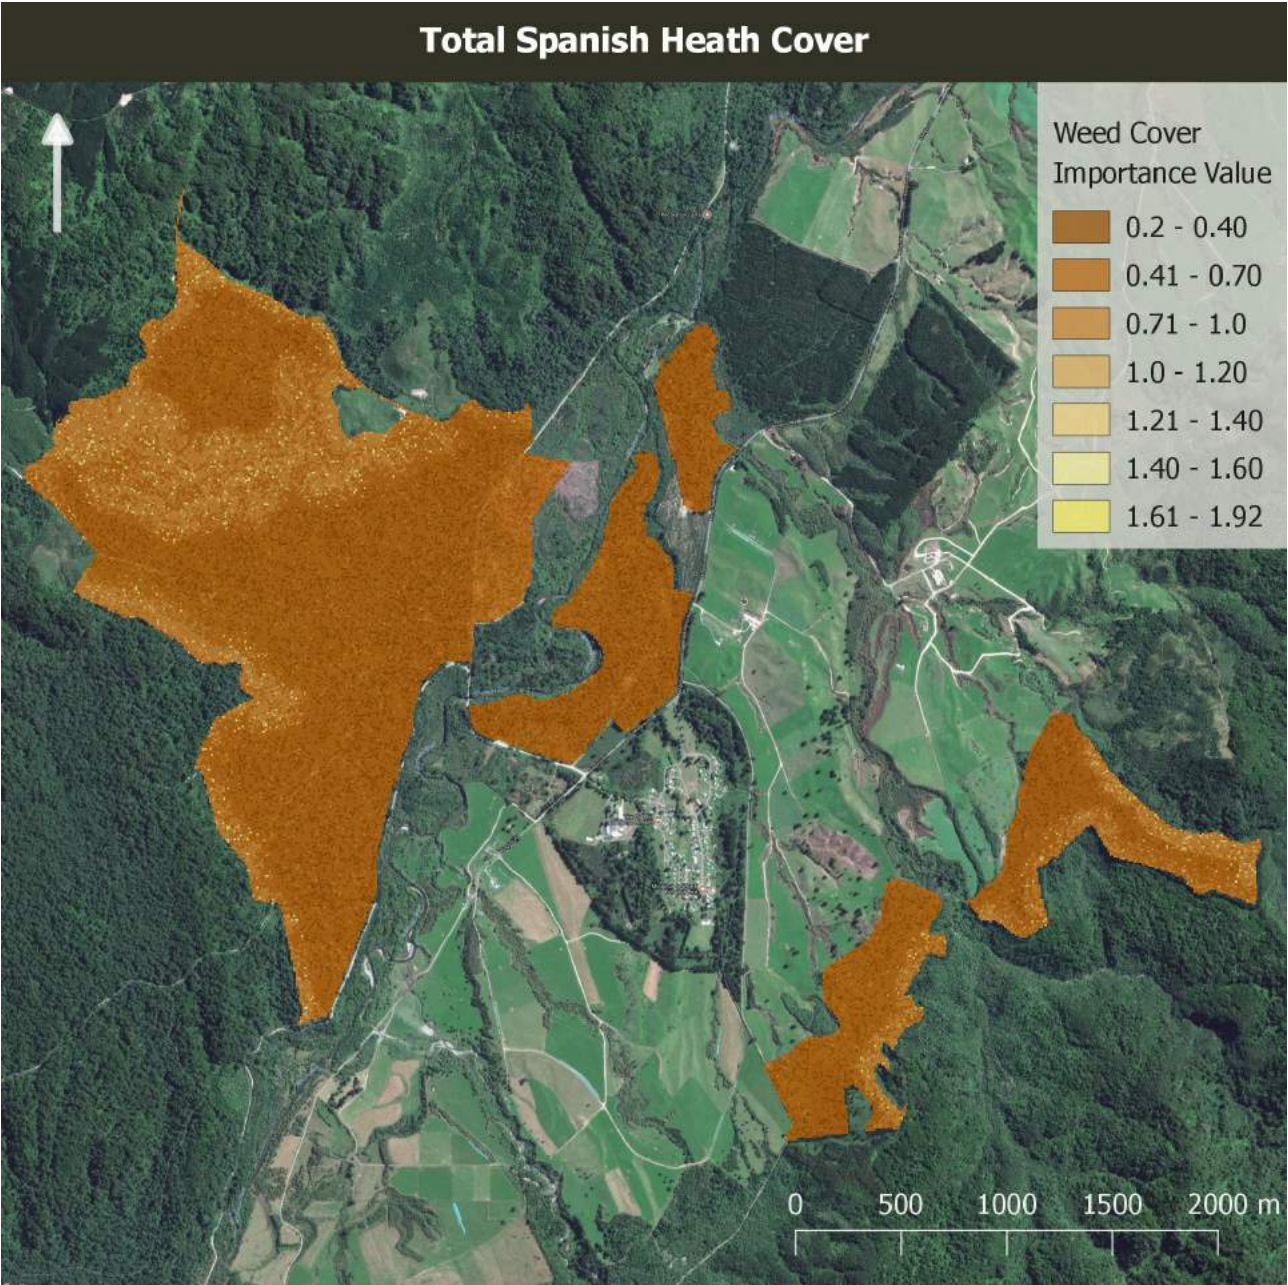 Total Spanish Heath Cover
Weed Cover
Importance Value
0.2 - 0.40
0.41 - 0.70
0.71 - 1.0
1.0 - 1.20
1.21 - 1.40
1.40 - 1.60
1.61 - 1.92
0 500 1000 1500 2000 m